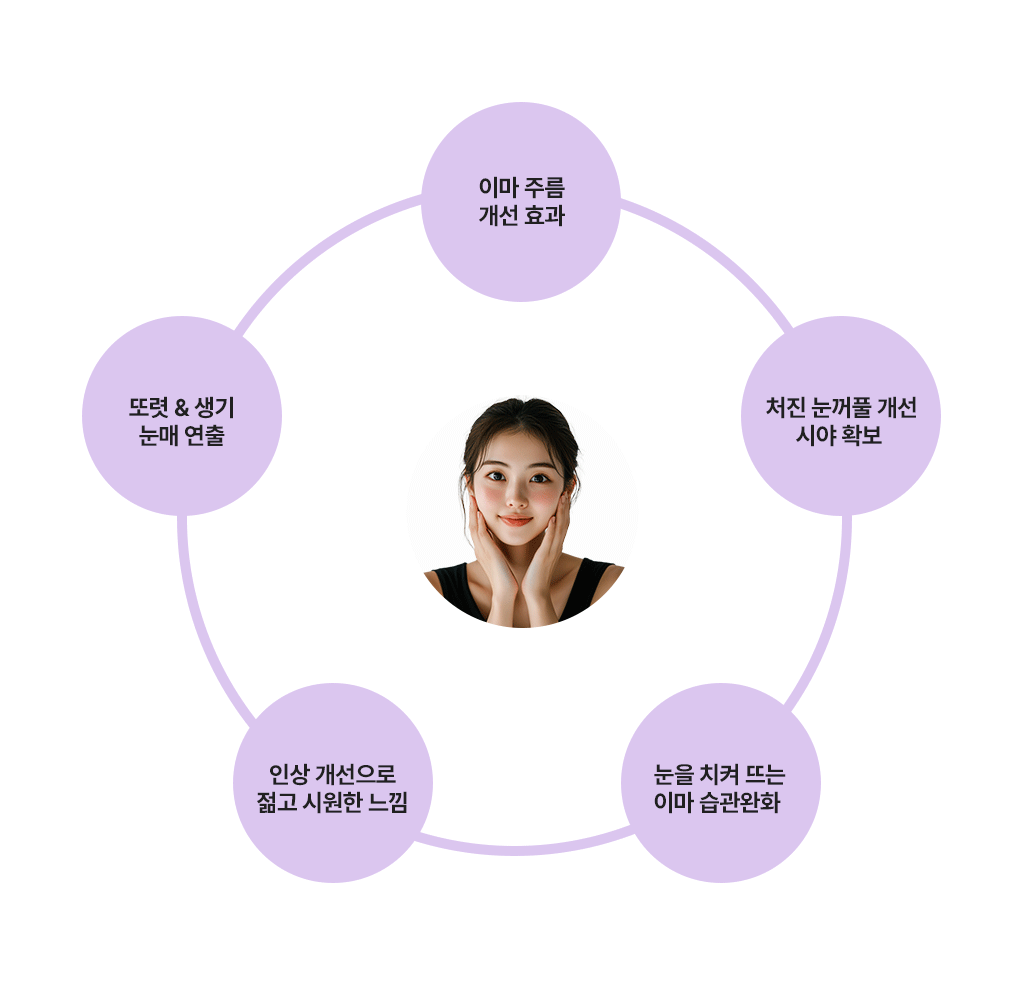 이마 주름
개선 효과
또렷 & 생기
눈매 연출
처진 눈꺼풀 개선
시야 확보
인상 개선으로
젊고 시원한 느낌
눈을 치켜 뜨는
이마 습관완화